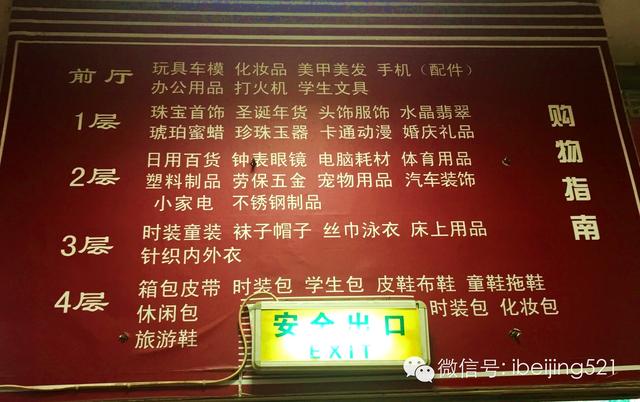 购物指南
前厅 玩具车模 化妆品 美甲美发 手机（配件）
办公用品 打火机 学生文具
1层 珠宝首饰 圣诞年货 头饰服饰 水晶翡翠
琥珀蜜蜡 珍珠玉器 卡通动漫 婚庆礼品
2层 日用百货 钟表眼镜 电脑耗材 体育用品
塑料制品 劳保五金 宠物用品 汽车装饰
小家电 不锈钢制品
3层 时装童装 袜子帽子 丝巾泳衣 床上用品
针织内外衣
4层 箱包皮带 时装包 学生包 皮鞋布鞋 童鞋拖鞋
休闲包 时装包 化妆包
旅游鞋
安全出口
EXIT
微信号: ibeijing521